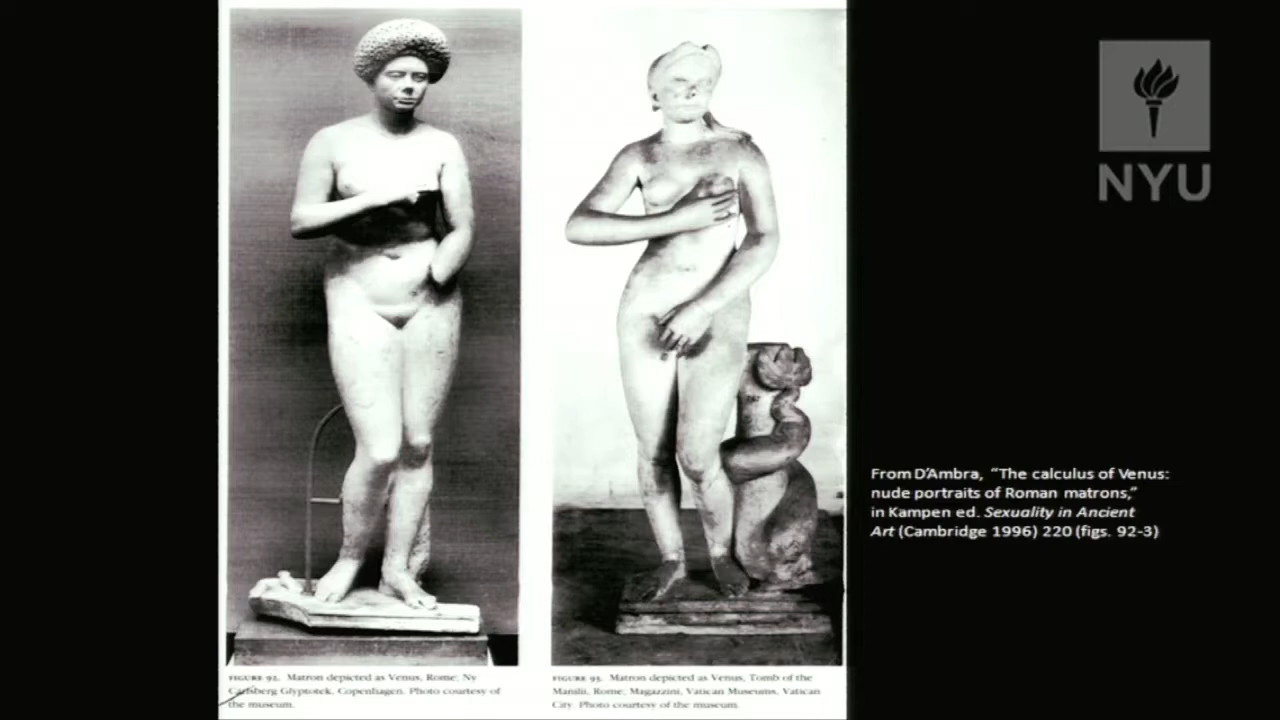 NYU
From D'Ambra, "The calculus of Venus:
nude portraits of Roman matrons,"
in Kampen ed. Sexuality in Ancient
Art (Cambridge 1996) 220 (figs. 92-3)
FIGURE 92. Matron depicted as Venus, Rome; Ny
Carlsberg Glyptotek, Copenhagen. Photo courtesy of
the museum.
FIGURE 93. Matron depicted as Venus, Tomb of the
Manilii, Rome; Magazzini, Vatican Museums, Vatican
City. Photo courtesy of the museum.